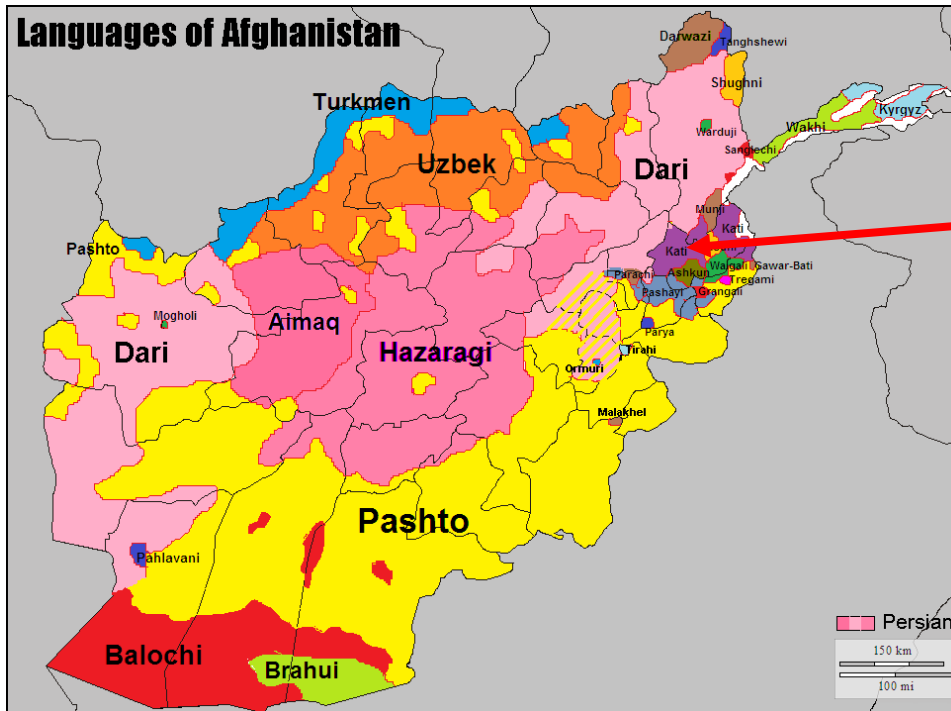 Languages of Afghanistan
Darwazi
Tanghshewi
Shughni
Turkmen
Kyrgyz
Wakhi
Warduji
Sanglechi
Uzbek
Dari
Munji
Kati
Kati
Pashto
Waigali
Gawar-Bati
Ashkun
Tregami
Parachi
Pashayi
Grangali
Mogholi
Aimaq
Parya
Dari
Hazaragi
Tirahi
Ormuri
Malakhel
Pashto
Pahlavani
Persian
Balochi
Brahui
150 km
100 mi